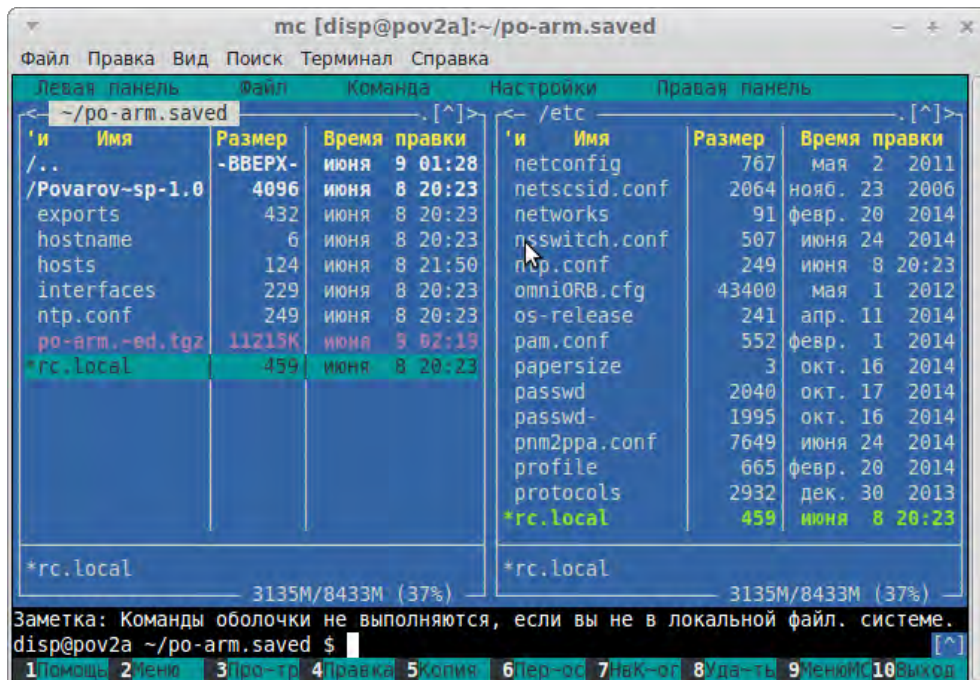 mc [disp@pov2a]:~/po-arm.saved
Файл Правка Вид Поиск Терминал Справка
Левая панель Файл Команда Настройки Правая панель
<- ~/po-arm.saved .[^]> <- /etc .[^]>
'и Имя Размер Время правки 'и Имя Размер Время правки
/.. -ВВЕРХ- июня 9 01:28 netconfig 767 мая 2 2011
/Povarov~sp-1.0 4096 июня 8 20:23 netscsid.conf 2064 нояб. 23 2006
exports 432 июня 8 20:23 networks 91 февр. 20 2014
hostname 6 июня 8 20:23 nsswitch.conf 507 июня 24 2014
hosts 124 июня 8 21:50 ntp.conf 249 июня 8 20:23
interfaces 229 июня 8 20:23 omniORB.cfg 43400 мая 1 2012
ntp.conf 249 июня 8 20:23 os-release 241 апр. 11 2014
po-arm.~ed.tgz 11215K июня 9 02:19 pam.conf 552 февр. 1 2014
*rc.local 459 июня 8 20:23 papersize 3 окт. 16 2014
passwd 2040 окт. 17 2014
passwd- 1995 окт. 16 2014
pnm2ppa.conf 7649 июня 24 2014
profile 665 февр. 20 2014
protocols 2932 дек. 30 2013
*rc.local 459 июня 8 20:23
*rc.local *rc.local
3135M/8433M (37%) 3135M/8433M (37%)
Заметка: Команды оболочки не выполняются, если вы не в локальной файл. системе.
disp@pov2a ~/po-arm.saved $ [^]
1Помощь 2Меню 3Про~тр 4Правка 5Копия 6Пер~ос 7НвК~ог 8Уда~ть 9МенюМС 10Выход